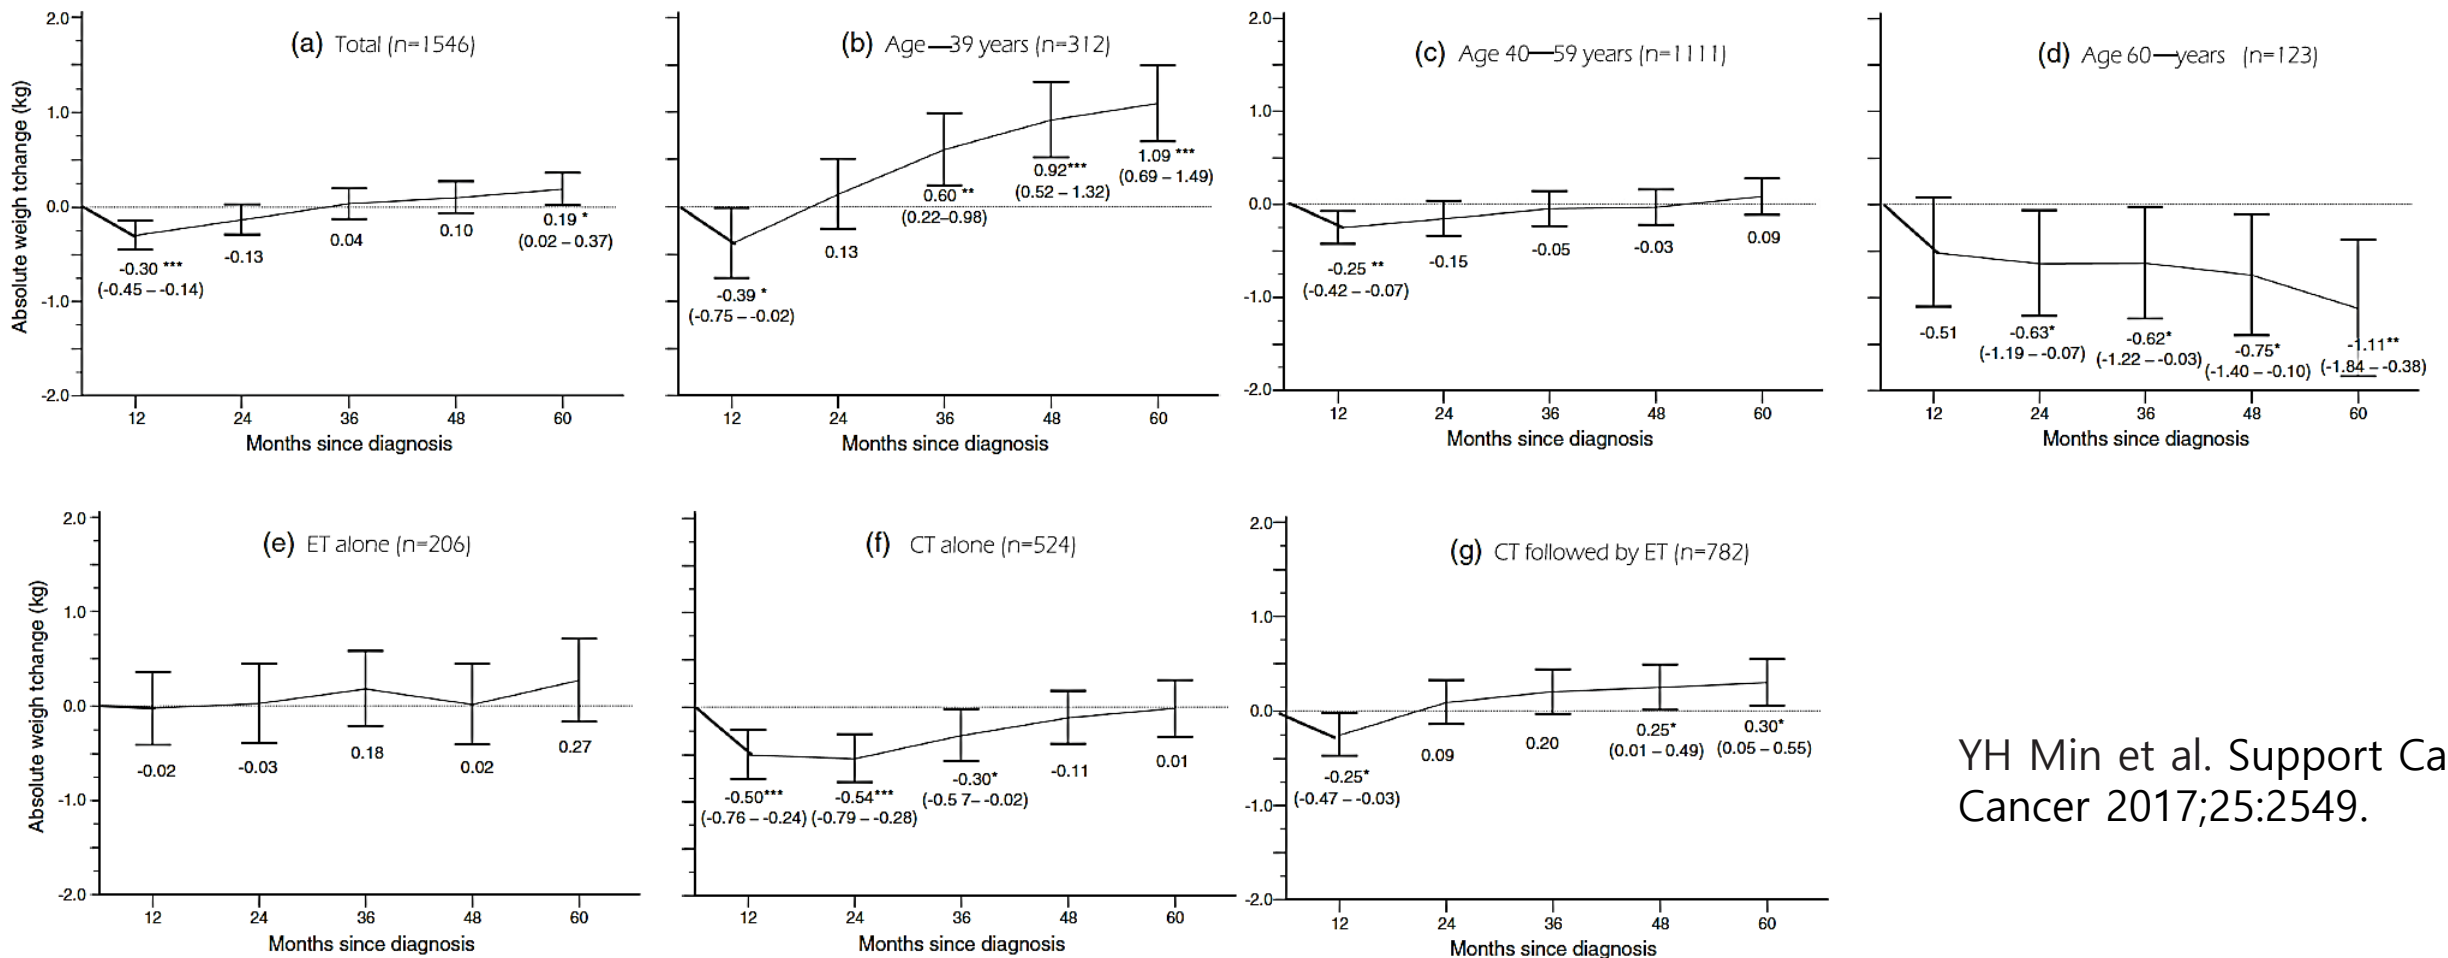 (a) Total (n=1546)
Absolute weigh tchange (kg)
2.0
1.0
0.0
-1.0
-2.0
-0.30 ***
(-0.45 – -0.14)
-0.13
0.04
0.10
0.19 *
(0.02 – 0.37)
12 24 36 48 60
Months since diagnosis
(b) Age—39 years (n=312)
-0.39 *
(-0.75 – -0.02)
0.13
0.60 **
(0.22–0.98)
0.92***
(0.52 – 1.32)
1.09 ***
(0.69 – 1.49)
12 24 36 48 60
Months since diagnosis
(c) Age 40—59 years (n=1111)
2.0
1.0
0.0
-1.0
-2.0
-0.25 **
(-0.42 – -0.07)
-0.15
-0.05
-0.03
0.09
12 24 36 48 60
Months since diagnosis
(d) Age 60—years (n=123)
-0.51
-0.63*
(-1.19 – -0.07)
-0.62*
(-1.22 – -0.03)
-0.75*
(-1.40 – -0.10)
-1.11**
(-1.84 – -0.38)
12 24 36 48 60
Months since diagnosis
(e) ET alone (n=206)
Absolute weigh tchange (kg)
2.0
1.0
0.0
-1.0
-2.0
-0.02
-0.03
0.18
0.02
0.27
12 24 36 48 60
Months since diagnosis
(f) CT alone (n=524)
-0.50***
(-0.76 – -0.24)
-0.54***
(-0.79 – -0.28)
-0.30*
(-0.5 7– -0.02)
-0.11
0.01
12 24 36 48 60
Months since diagnosis
(g) CT followed by ET (n=782)
2.0
1.0
0.0
-1.0
-2.0
-0.25*
(-0.47 – -0.03)
0.09
0.20
0.25*
(0.01 – 0.49)
0.30*
(0.05 – 0.55)
12 24 36 48 60
Months since diagnosis
YH Min et al. Support Ca
Cancer 2017;25:2549.